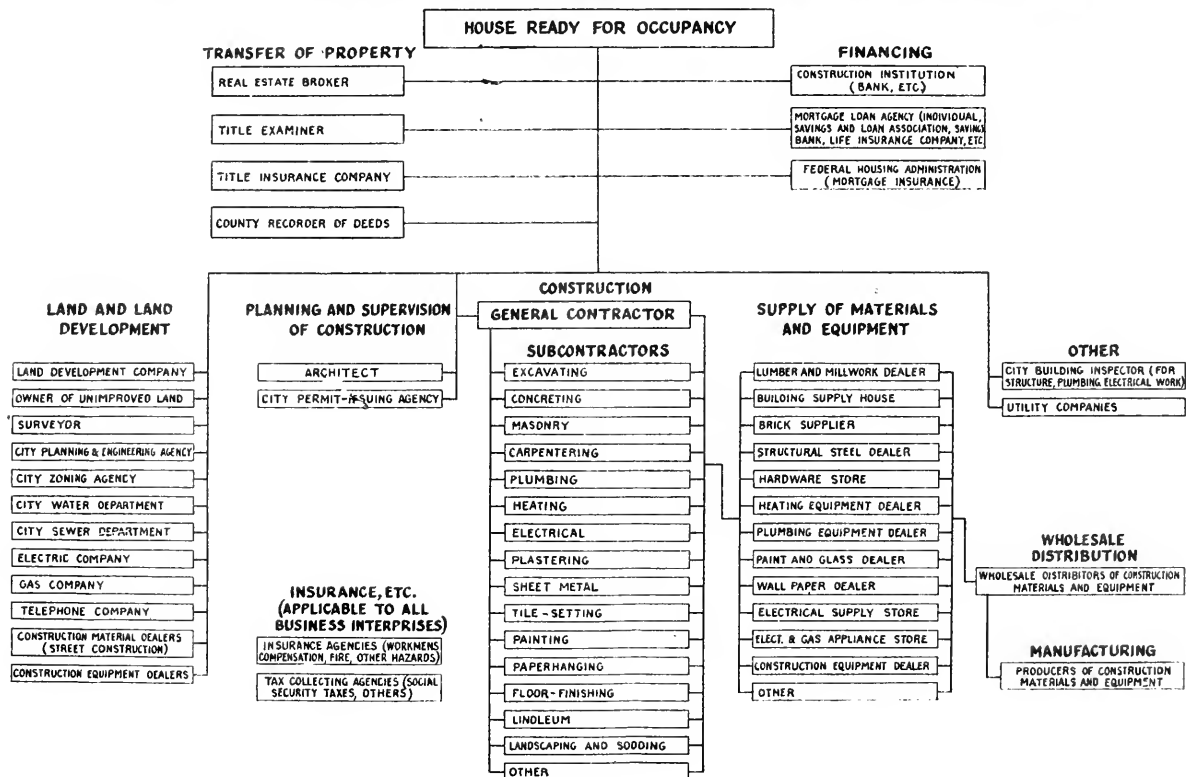 HOUSE READY FOR OCCUPANCY
TRANSFER OF PROPERTY
REAL ESTATE BROKER
TITLE EXAMINER
TITLE INSURANCE COMPANY
COUNTY RECORDER OF DEEDS
FINANCING
CONSTRUCTION INSTITUTION
(BANK, ETC)
MORTGAGE LOAN AGENCY (INDIVIDUAL,
SAVINGS AND LOAN ASSOCIATION, SAVING
BANK, LIFE INSURANCE COMPANY, ETC
FEDERAL HOUSING ADMINISTRATION
(MORTGAGE INSURANCE)
LAND AND LAND
DEVELOPMENT
LAND DEVELOPMENT COMPANY
OWNER OF UNIMPROVED LAND
SURVEYOR
CITY PLANNING & ENGINEERING AGENCY
CITY ZONING AGENCY
CITY WATER DEPARTMENT
CITY SEWER DEPARTMENT
ELECTRIC COMPANY
GAS COMPANY
TELEPHONE COMPANY
CONSTRUCTION MATERIAL DEALERS
(STREET CONSTRUCTION)
CONSTRUCTION EQUIPMENT DEALERS
PLANNING AND SUPERVISION
OF CONSTRUCTION
ARCHITECT
CITY PERMIT-ISSUING AGENCY
INSURANCE, ETC.
(APPLICABLE TO ALL
BUSINESS INTERPRISES)
INSURANCE AGENCIES (WORKMENS
COMPENSATION, FIRE, OTHER HAZARDS)
TAX COLLECTING AGENCIES (SOCIAL
SECURITY TAXES, OTHERS)
CONSTRUCTION
GENERAL CONTRACTOR
SUBCONTRACTORS
EXCAVATING
CONCRETING
MASONRY
CARPENTERING
PLUMBING
HEATING
ELECTRICAL
PLASTERING
SHEET METAL
TILE-SETTING
PAINTING
PAPERHANGING
FLOOR-FINISHING
LINOLEUM
LANDSCAPING AND SODDING
OTHER
SUPPLY OF MATERIALS
AND EQUIPMENT
LUMBER AND MILLWORK DEALER
BUILDING SUPPLY HOUSE
BRICK SUPPLIER
STRUCTURAL STEEL DEALER
HARDWARE STORE
HEATING EQUIPMENT DEALER
PLUMBING EQUIPMENT DEALER
PAINT AND GLASS DEALER
WALL PAPER DEALER
ELECTRICAL SUPPLY STORE
ELECT. & GAS APPLIANCE STORE
CONSTRUCTION EQUIPMENT DEALER
OTHER
OTHER
CITY BUILDING INSPECTOR (FOR
STRUCTURE, PLUMBING, ELECTRICAL WORK)
UTILITY COMPANIES
WHOLESALE
DISTRIBUTION
WHOLESALE DISTRIBITORS OF CONSTRUCTION
MATERIALS AND EQUIPMENT
MANUFACTURING
PRODUCERS OF CONSTRUCTION
MATERIALS AND EQUIPMENT